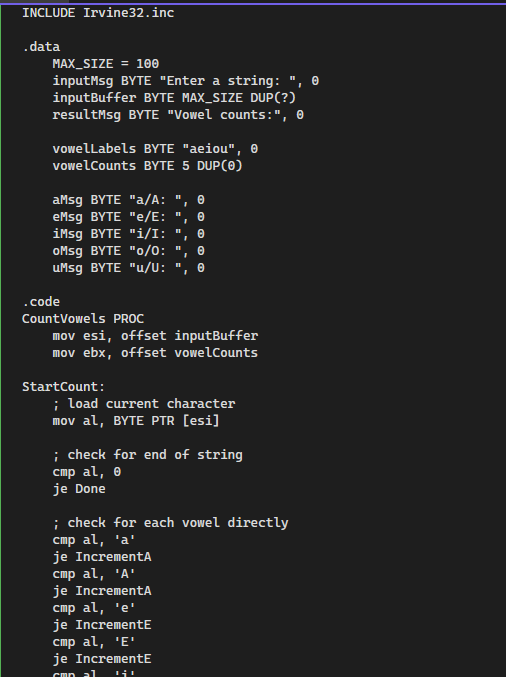 INCLUDE Irvine32.inc
.data
MAX_SIZE = 100
inputMsg BYTE "Enter a string: ", 0
inputBuffer BYTE MAX_SIZE DUP(?)
resultMsg BYTE "Vowel counts:", 0
vowelLabels BYTE "aeiou", 0
vowelCounts BYTE 5 DUP(0)
aMsg BYTE "a/A: ", 0
eMsg BYTE "e/E: ", 0
iMsg BYTE "i/I: ", 0
oMsg BYTE "o/O: ", 0
uMsg BYTE "u/U: ", 0
.code
CountVowels PROC
mov esi, offset inputBuffer
mov ebx, offset vowelCounts
StartCount:
; load current character
mov al, BYTE PTR [esi]
; check for end of string
cmp al, 0
je Done
; check for each vowel directly
cmp al, 'a'
je IncrementA
cmp al, 'A'
je IncrementA
cmp al, 'e'
je IncrementE
cmp al, 'E'
je IncrementE
cmp al, 'i'